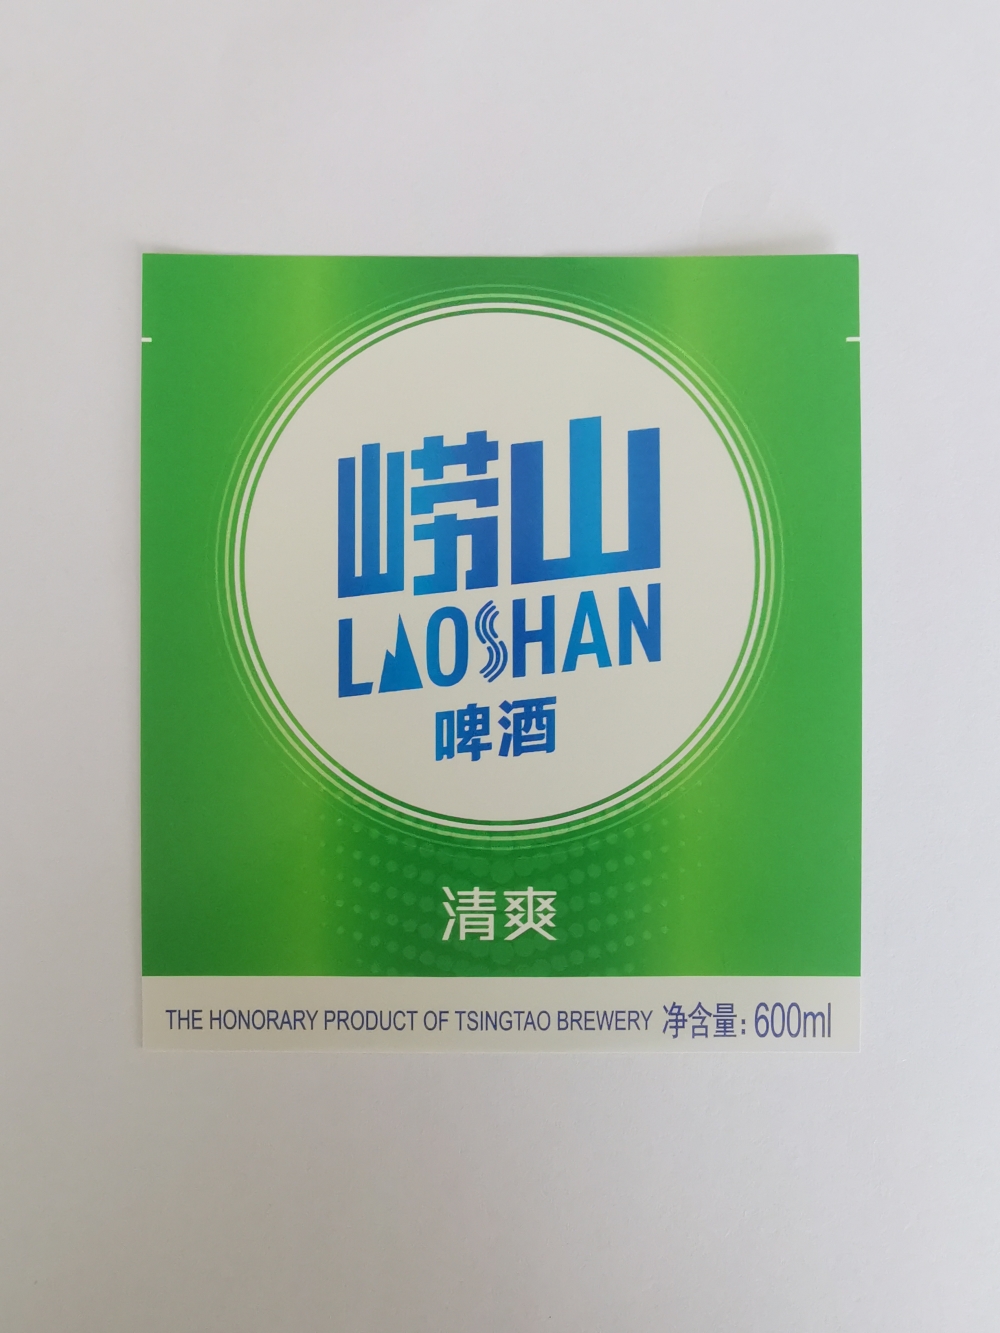 崂山
LAOSHAN
啤酒
清爽
THE HONORARY PRODUCT OF TSINGTAO BREWERY 净含量:600ml